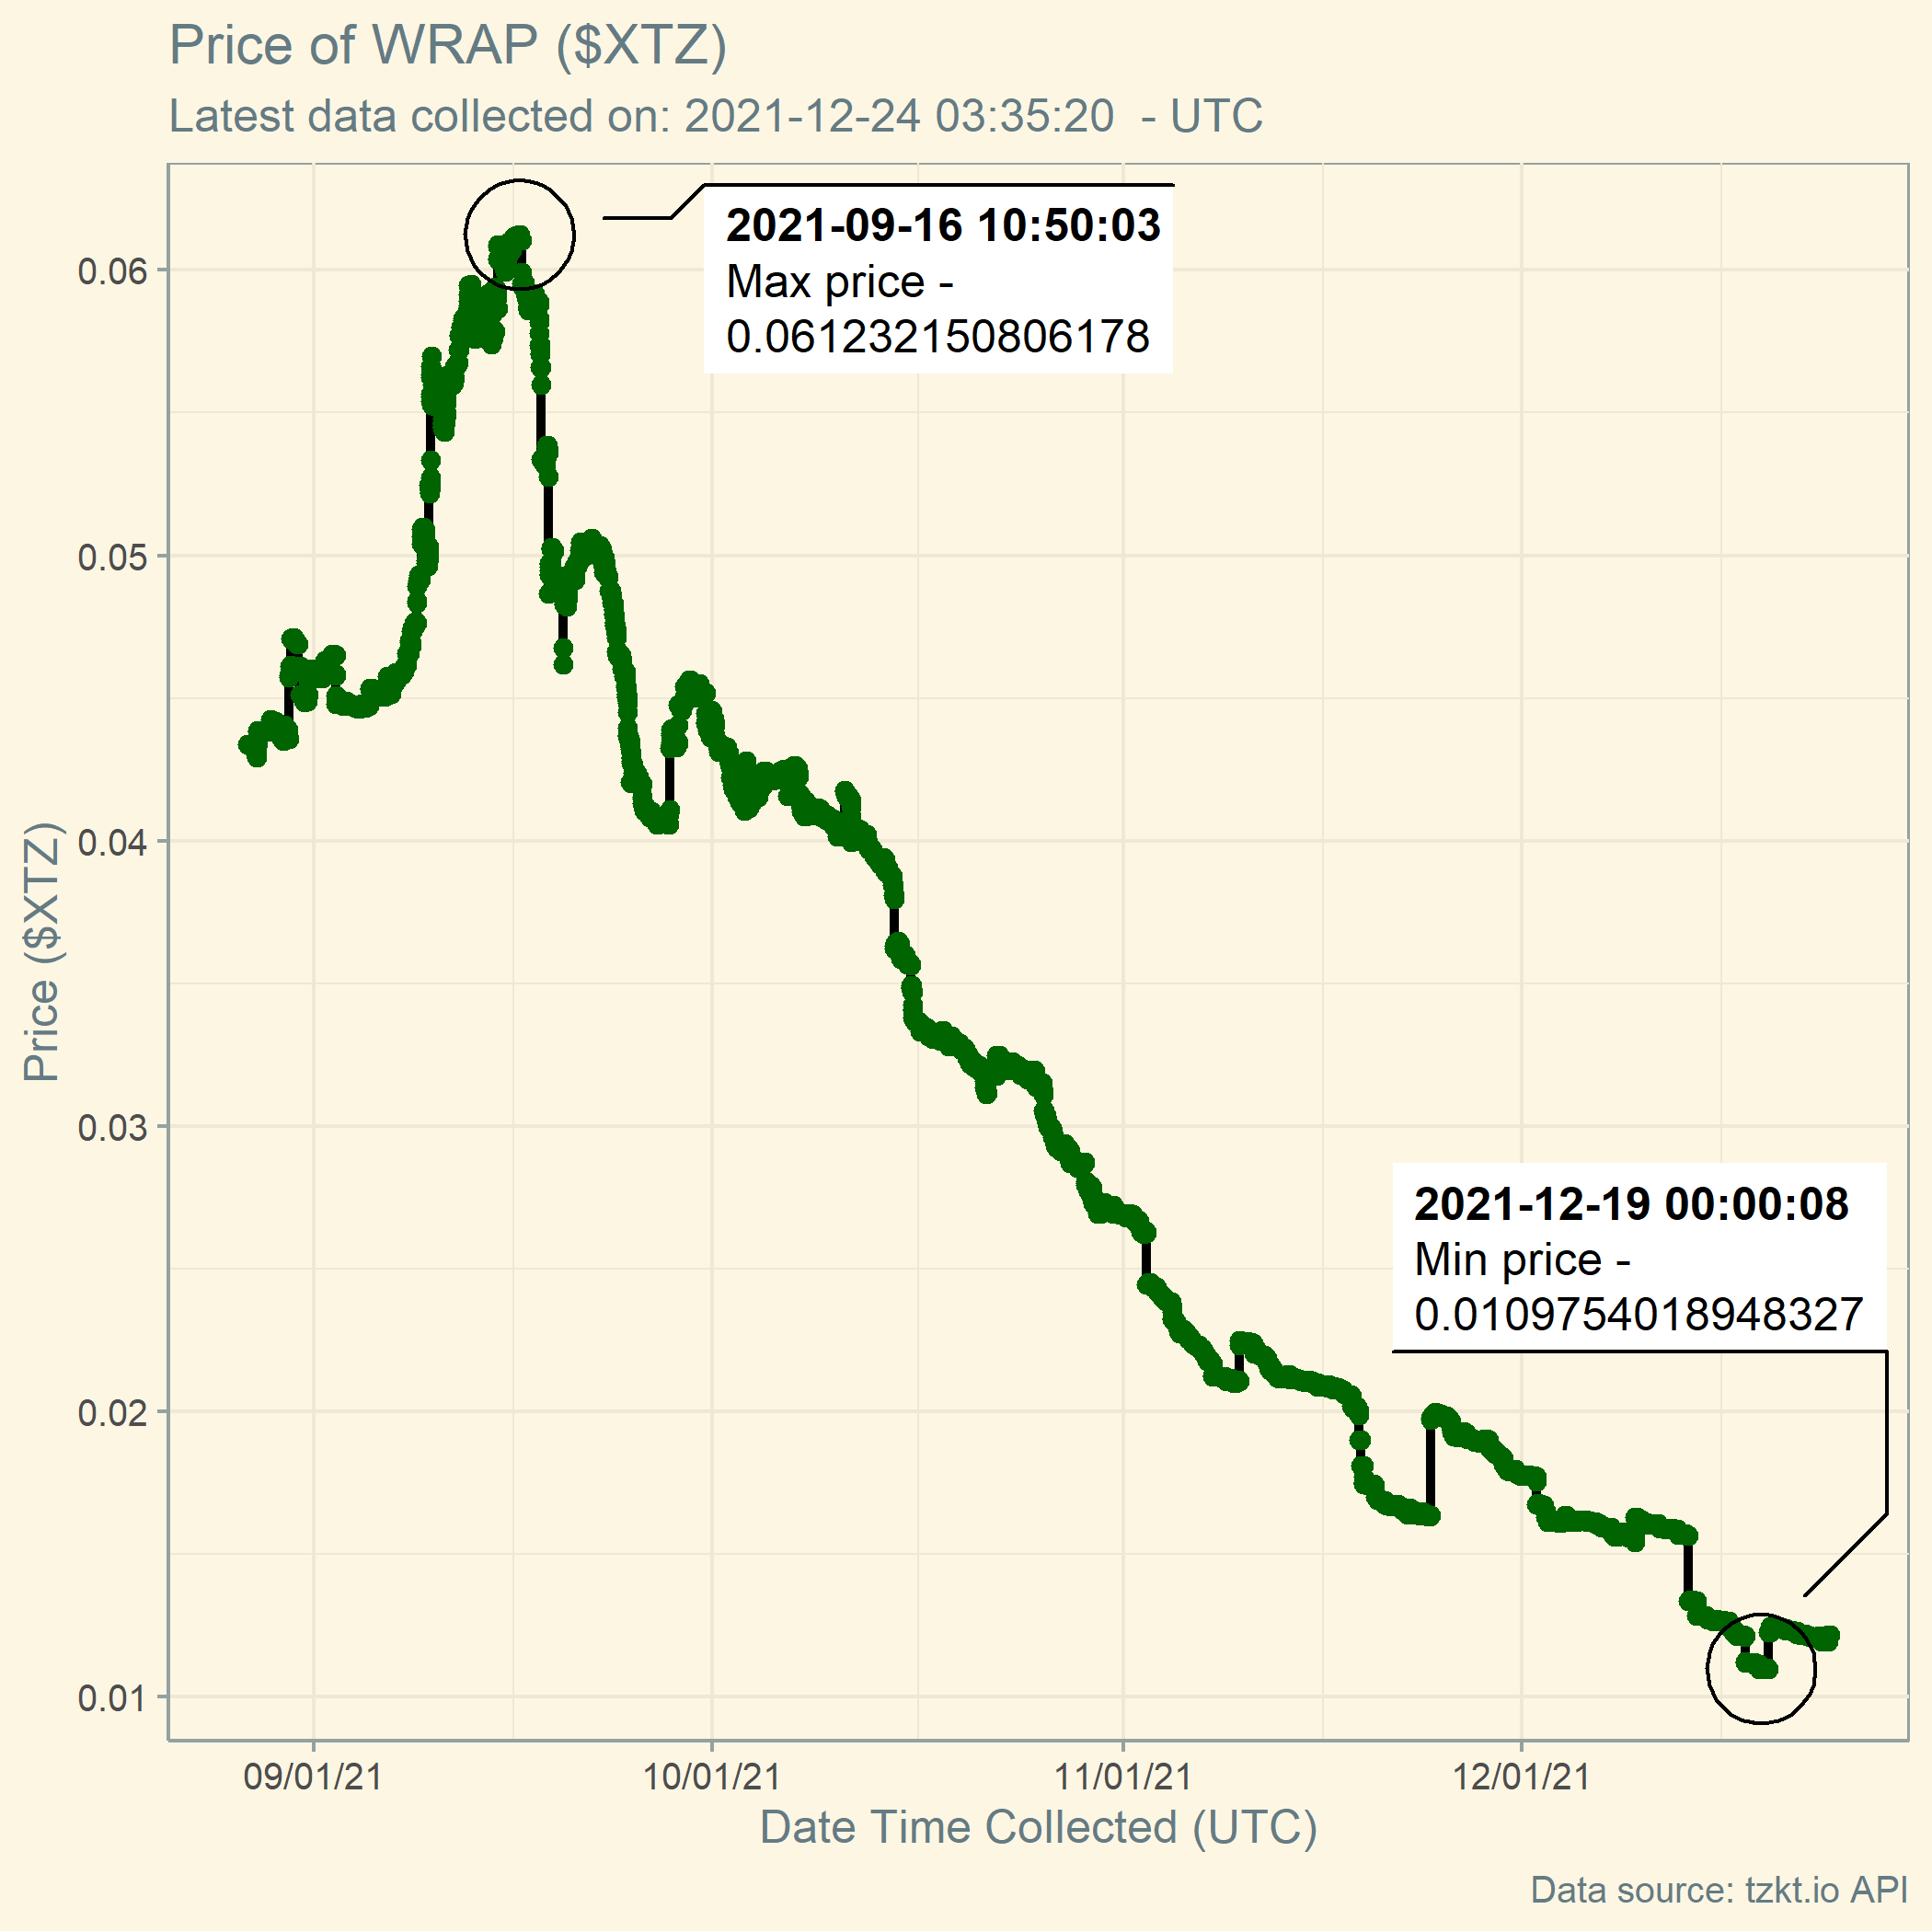 Price of WRAP ($XTZ)
Latest data collected on: 2021-12-24 03:35:20  - UTC
2021-09-16 10:50:03
Max price -
0.061232150806178
0.06
0.05
0.04
0.03
0.02
0.01
Price ($XTZ)
2021-12-19 00:00:08
Min price -
0.0109754018948327
09/01/21
10/01/21
11/01/21
12/01/21
Date Time Collected (UTC)
Data source: tzkt.io API